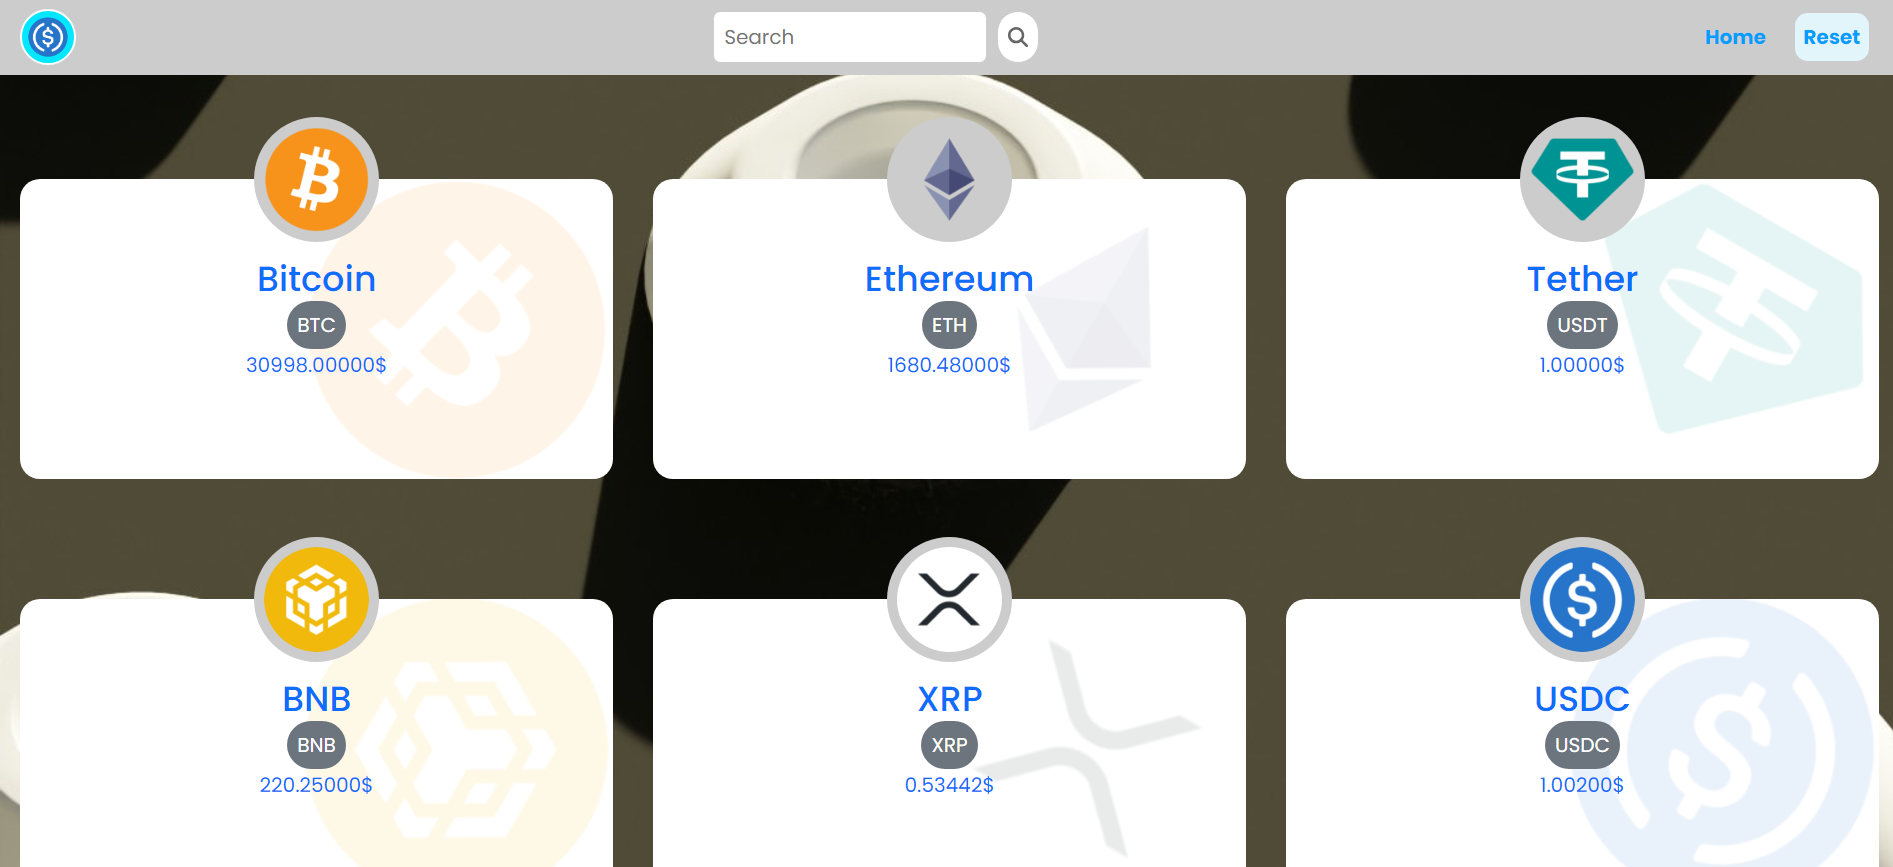 Search
Home
Reset
Bitcoin
BTC
30998.00000$
Ethereum
ETH
1680.48000$
Tether
USDT
1.00000$
BNB
BNB
220.25000$
XRP
XRP
0.53442$
USDC
USDC
1.00200$